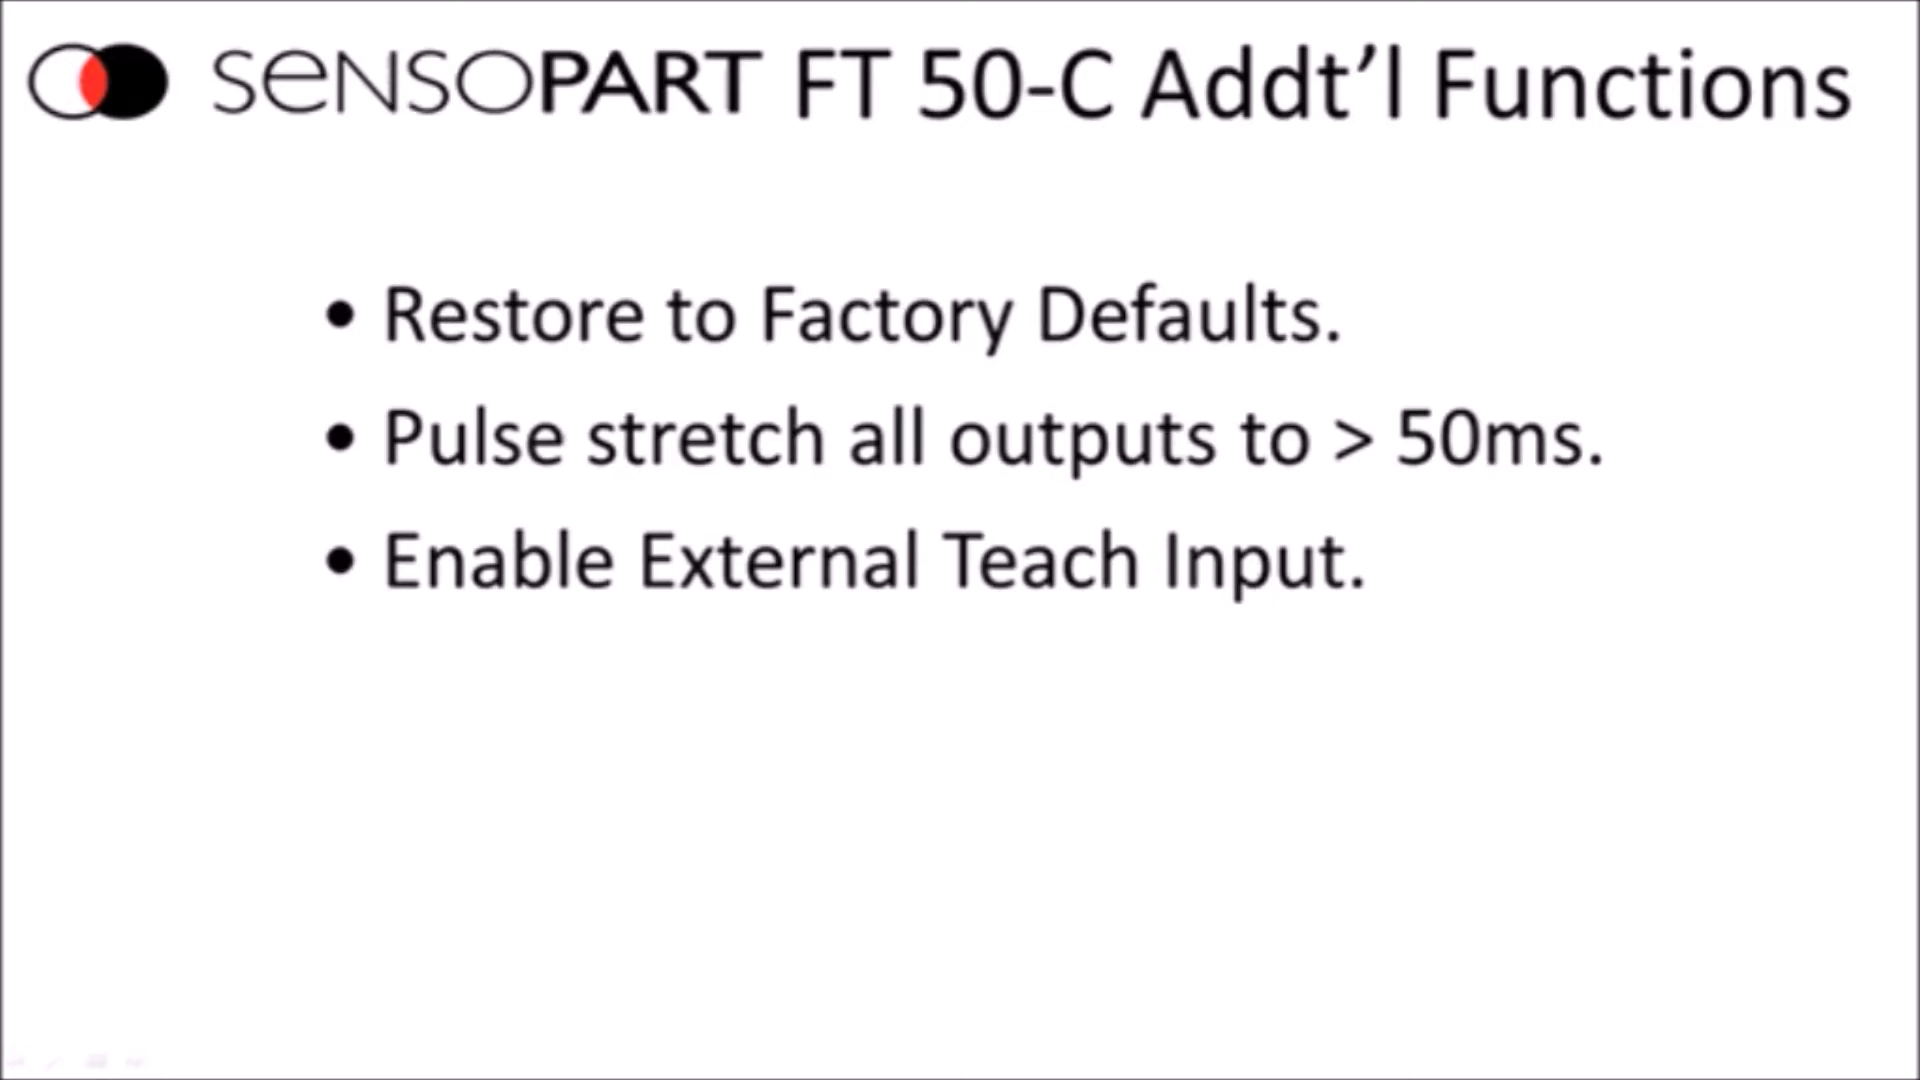 SENSOPART FT 50-C Addt’l Functions
• Restore to Factory Defaults.
• Pulse stretch all outputs to > 50ms.
• Enable External Teach Input.